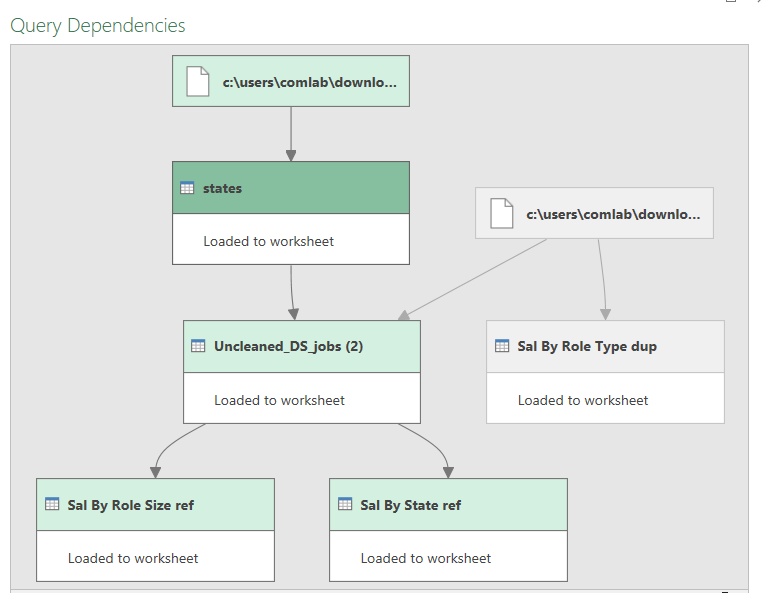 Query Dependencies
c:\users\comlab\downlo...
states
Loaded to worksheet
c:\users\comlab\downlo...
Uncleaned_DS_jobs (2)
Loaded to worksheet
Sal By Role Type dup
Loaded to worksheet
Sal By Role Size ref
Loaded to worksheet
Sal By State ref
Loaded to worksheet